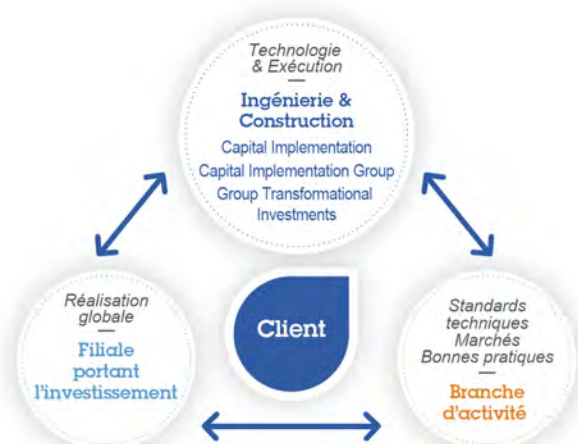 Technologie
& Exécution
Ingénierie &
Construction
Capital Implementation
Capital Implementation Group
Group Transformational
Investments
Réalisation
globale
Filiale
portant
l'investissement
Client
Standards
techniques
Marchés
Bonnes pratiques
Branche
d'activité